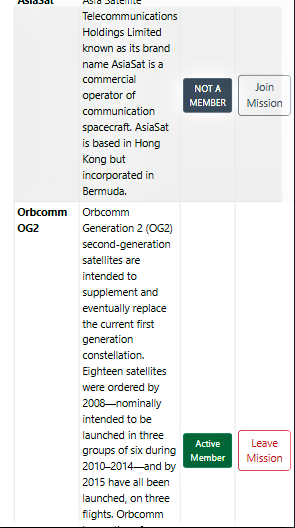 AsiaSat
Asia Satellite
Telecommunications
Holdings Limited
known as its brand
name AsiaSat is a
commercial
operator of
communication
spacecraft. AsiaSat
is based in Hong
Kong but
incorporated in
Bermuda.
NOT A
MEMBER
Join
Mission
Orbcomm
OG2
Orbcomm
Generation 2 (OG2)
second-generation
satellites are
intended to
supplement and
eventually replace
the current first
generation
constellation.
Eighteen satellites
were ordered by
2008—nominally
intended to be
launched in three
groups of six during
2010–2014—and by
2015 have all been
launched, on three
flights. Orbcomm
Active
Member
Leave
Mission